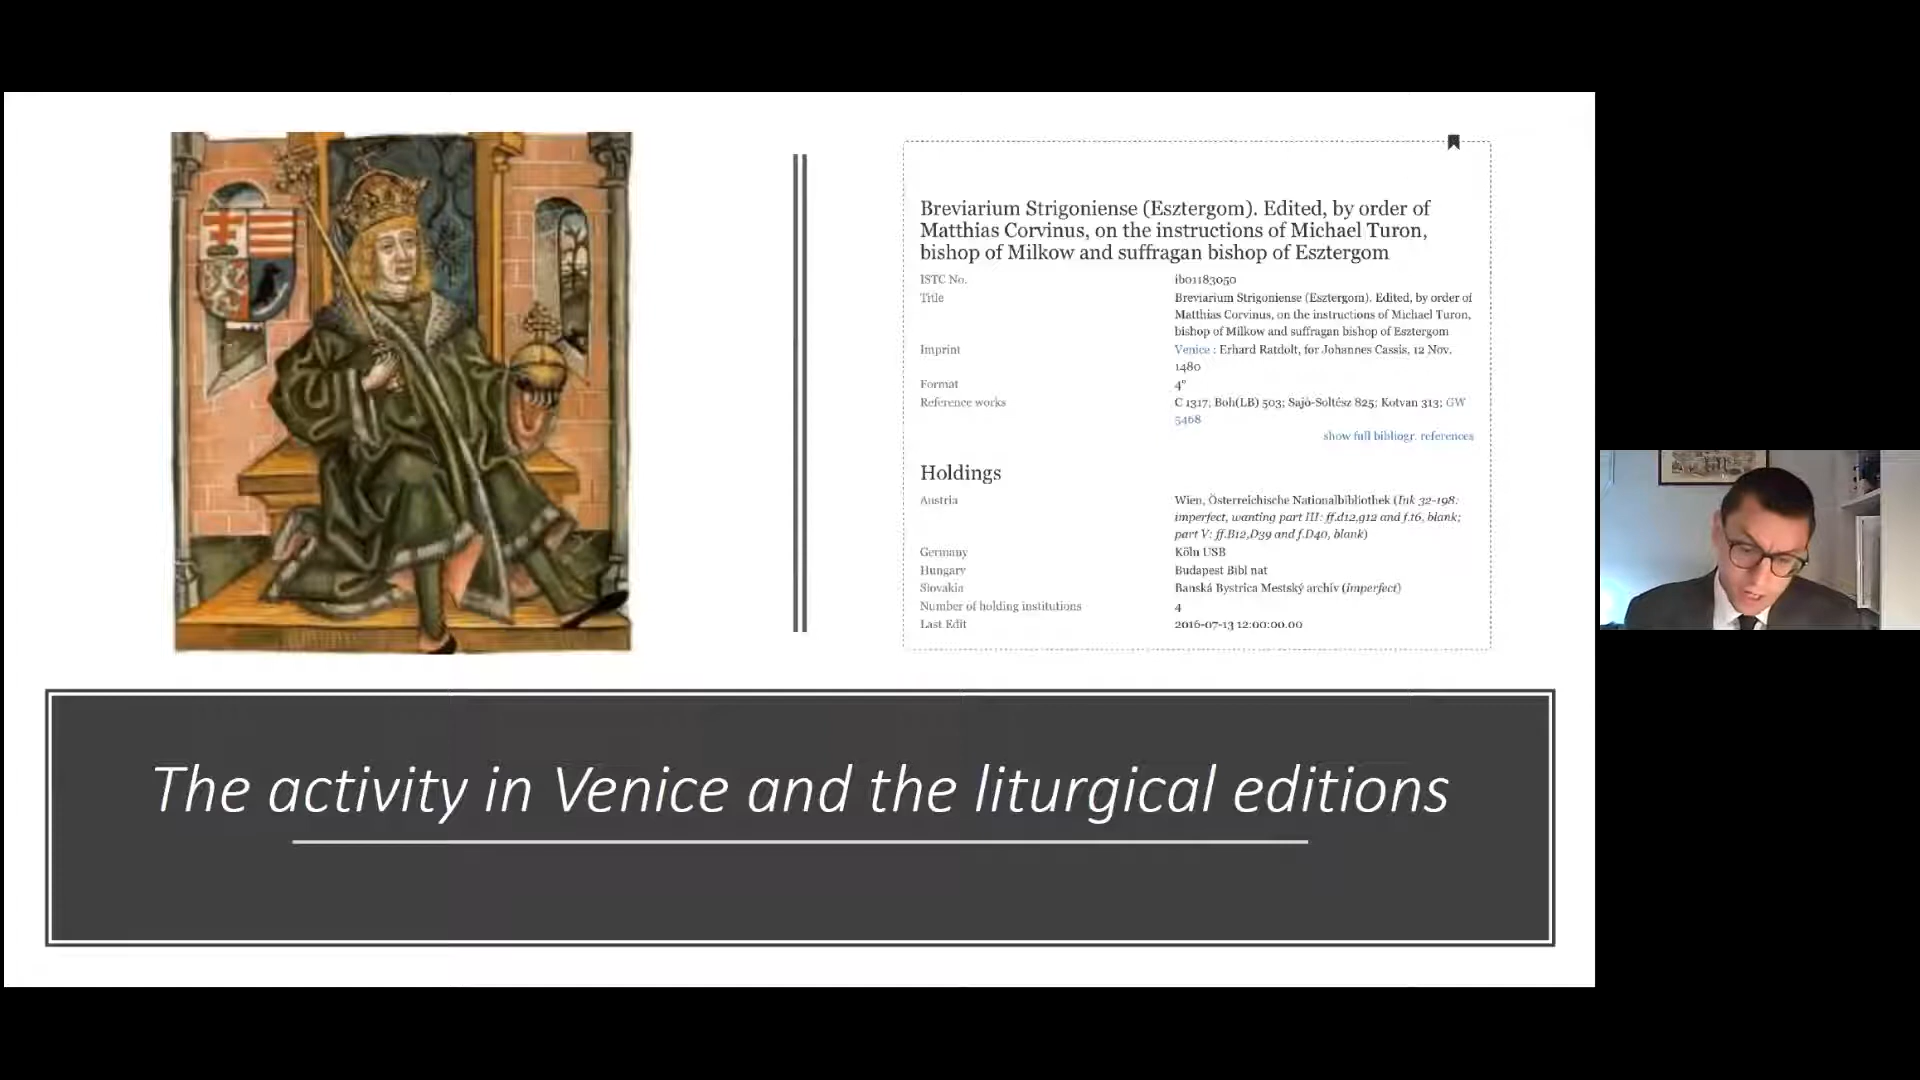 Breviarium Strigoniense (Esztergom). Edited, by order of
Matthias Corvinus, on the instructions of Michael Turon,
bishop of Milkow and suffragan bishop of Esztergom
ISTC No. ib01183050
Title Breviarium Strigoniense (Esztergom). Edited, by order of
Matthias Corvinus, on the instructions of Michael Turon,
bishop of Milkow and suffragan bishop of Esztergom
Imprint Venice : Erhard Ratdolt, for Johannes Cassis, 12 Nov.
1480
Format 4°
Reference works C 1317; Boh(LB) 503; Sajó-Soltész 825; Kotvan 313; GW
5468
show full bibliogr. references
Holdings
Austria Wien, Österreichische Nationalbibliothek (Ink 32-198:
imperfect, wanting part III: ff.d12,g12 and f.t6, blank;
part V: ff.B12,D39 and f.D40, blank)
Germany Köln USB
Hungary Budapest Bibl nat
Slovakia Banská Bystrica Mestský archív (imperfect)
Number of holding institutions 4
Last Edit 2016-07-13 12:00:00.00
The activity in Venice and the liturgical editions